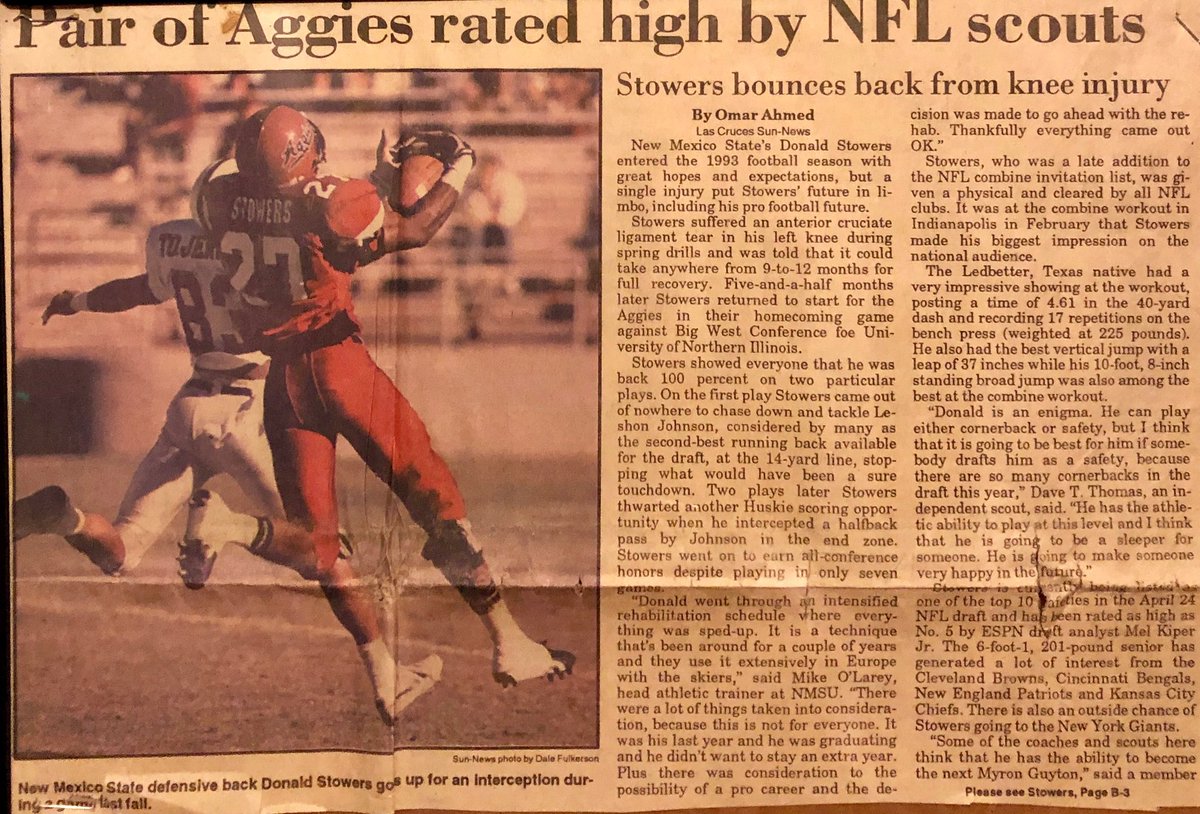 Pair of Aggies rated high by NFL scouts
Aggies
STOWERS
27
Sun-News photo by Dale Fulkerson
New Mexico State defensive back Donald Stowers gos up for an interception dur-
ing a game last fall.
Stowers bounces back from knee injury
By Omar Ahmed
Las Cruces Sun-News
New Mexico State's Donald Stowers
entered the 1993 football season with
great hopes and expectations, but a
single injury put Stowers' future in li-
mbo, including his pro football future.
Stowers suffered an anterior cruciate
ligament tear in his left knee during
spring drills and was told that it could
take anywhere from 9-to-12 months for
full recovery. Five-and-a-half months
later Stowers returned to start for the
Aggies in their homecoming game
against Big West Conference foe Uni-
versity of Northern Illinois.
Stowers showed everyone that he was
back 100 percent on two particular
plays. On the first play Stowers came out
of nowhere to chase down and tackle Le-
shon Johnson, considered by many as
the second-best running back available
for the draft, at the 14-yard line, stop-
ping what would have been a sure
touchdown. Two plays later Stowers
thwarted another Huskie scoring oppor-
tunity when he intercepted a halfback
pass by Johnson in the end zone.
Stowers went on to earn all-conference
honors despite playing in only seven
games.
"Donald went through an intensified
rehabilitation schedule where every-
thing was sped-up. It is a technique
that's been around for a couple of years
and they use it extensively in Europe
with the skiers," said Mike O'Larey,
head athletic trainer at NMSU. "There
were a lot of things taken into considera-
tion, because this is not for everyone. It
was his last year and he was graduating
and he didn't want to stay an extra year.
Plus there was consideration to the
possibility of a pro career and the de-
cision was made to go ahead with the re-
hab. Thankfully everything came out
OK."
Stowers, who was a late addition to
the NFL combine invitation list, was gi-
ven a physical and cleared by all NFL
clubs. It was at the combine workout in
Indianapolis in February that Stowers
made his biggest impression on the
national audience.
The Ledbetter, Texas native had a
very impressive showing at the workout,
posting a time of 4.61 in the 40-yard
dash and recording 17 repetitions on the
bench press (weighted at 225 pounds).
He also had the best vertical jump with a
leap of 37 inches while his 10-foot, 8-inch
standing broad jump was also among the
best at the combine workout.
"Donald is an enigma. He can play
either cornerback or safety, but I think
that it is going to be best for him if some-
body drafts him as a safety, because
there are so many cornerbacks in the
draft this year," Dave T. Thomas, an in-
dependent scout, said. "He has the athle-
tic ability to play at this level and I think
that he is going to be a sleeper for
someone. He is going to make someone
very happy in the future."
Stowers is currently being listed as
one of the top 10 safties in the April 24
NFL draft and has been rated as high as
No. 5 by ESPN draft analyst Mel Kiper
Jr. The 6-foot-1, 201-pound senior has
generated a lot of interest from the
Cleveland Browns, Cincinnati Bengals,
New England Patriots and Kansas City
Chiefs. There is also an outside chance of
Stowers going to the New York Giants.
"Some of the coaches and scouts here
think that he has the ability to become
the next Myron Guyton," said a member
Please see Stowers, Page B-3